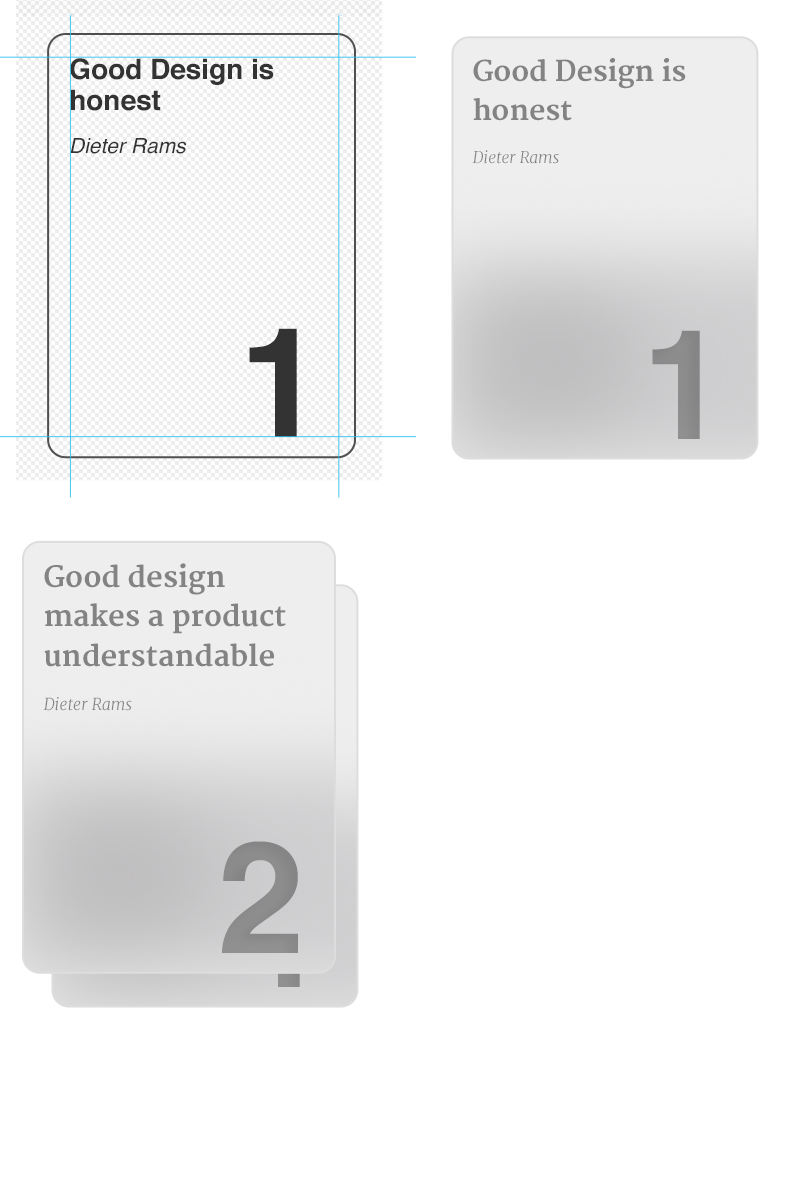 Good Design is
honest
Dieter Rams
1
Good Design is
honest
Dieter Rams
1
Good design
makes a product
understandable
Dieter Rams
2